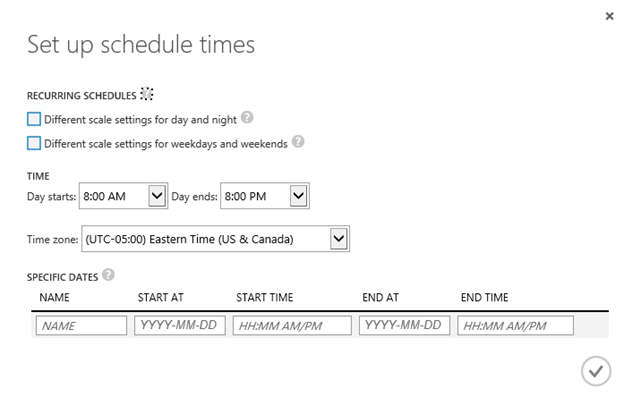 Set up schedule times
RECURRING SCHEDULES
Different scale settings for day and night ?
Different scale settings for weekdays and weekends ?
TIME
Day starts: 8:00 AM Day ends: 8:00 PM
Time zone: (UTC-05:00) Eastern Time (US & Canada)
SPECIFIC DATES ?
NAME START AT START TIME END AT END TIME
NAME YYYY-MM-DD HH:MM AM/PM YYYY-MM-DD HH:MM AM/PM